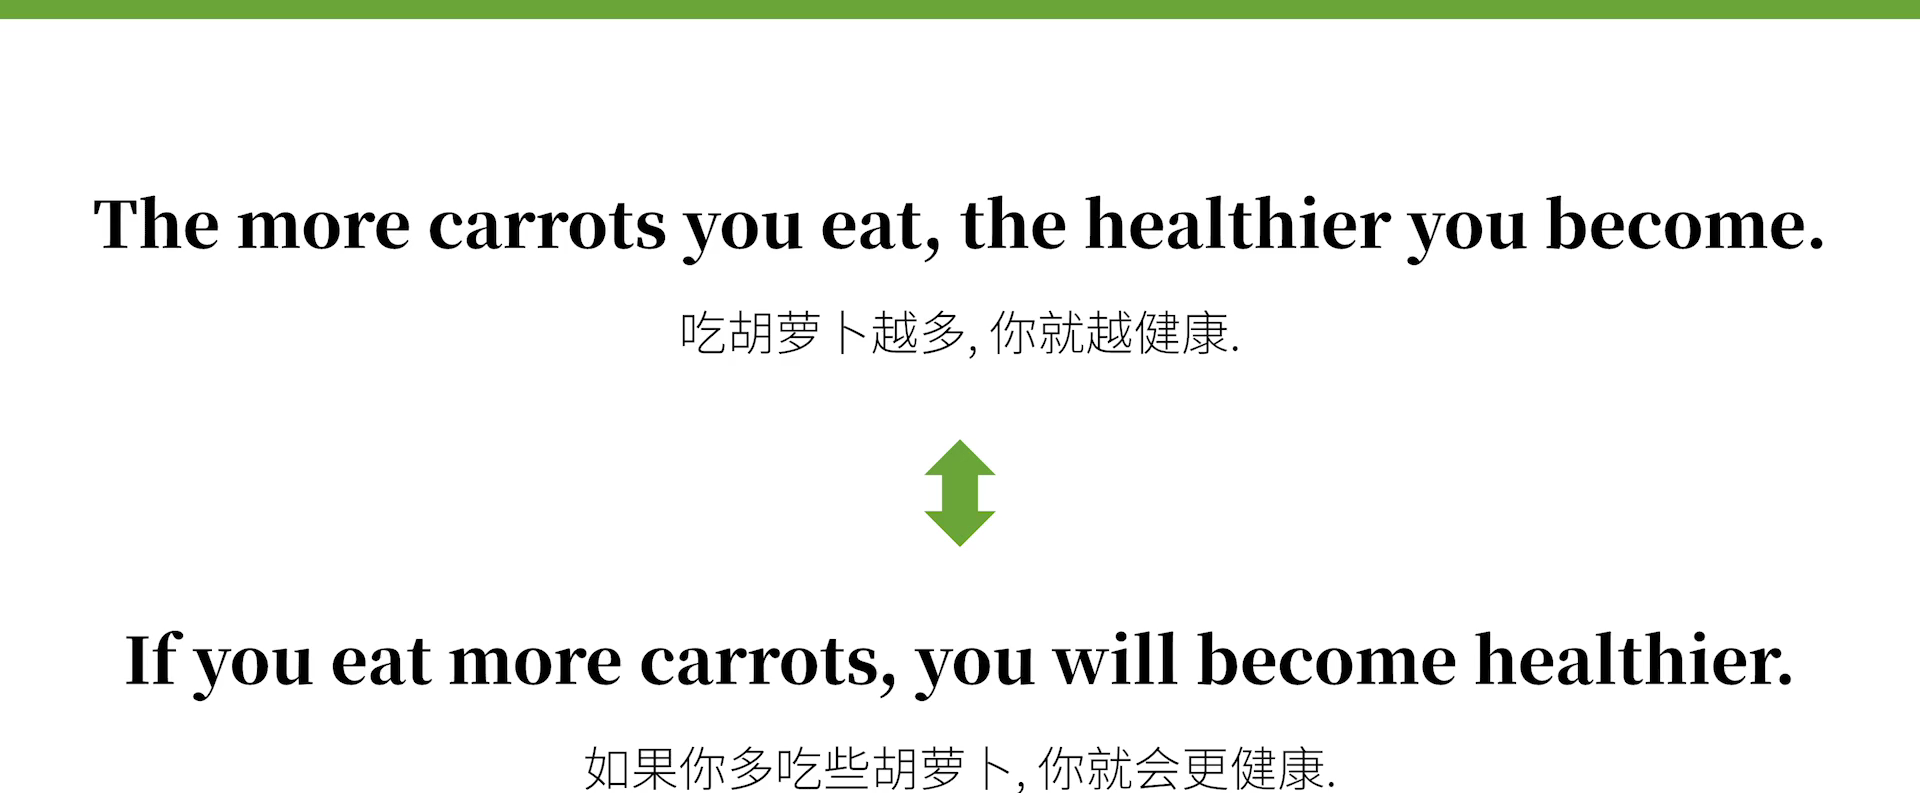 The more carrots you eat, the healthier you become.
吃胡萝卜越多, 你就越健康.
If you eat more carrots, you will become healthier.
如果你多吃些胡萝卜, 你就会更健康.